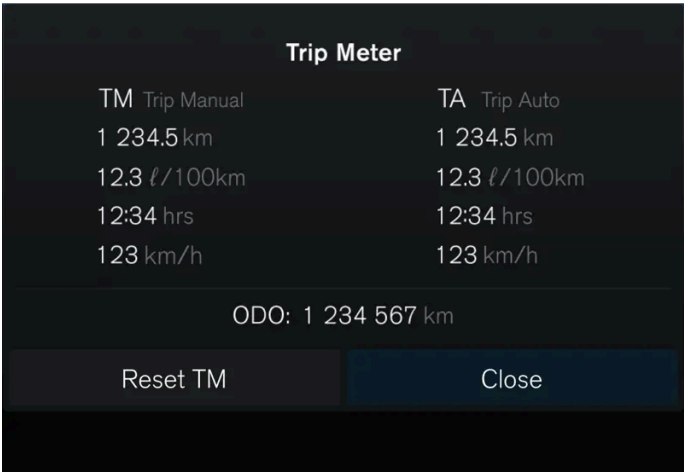 Trip Meter
TM Trip Manual
1 234.5 km
12.3 ℓ/100km
12:34 hrs
123 km/h
TA Trip Auto
1 234.5 km
12.3 ℓ/100km
12:34 hrs
123 km/h
ODO: 1 234 567 km
Reset TM
Close